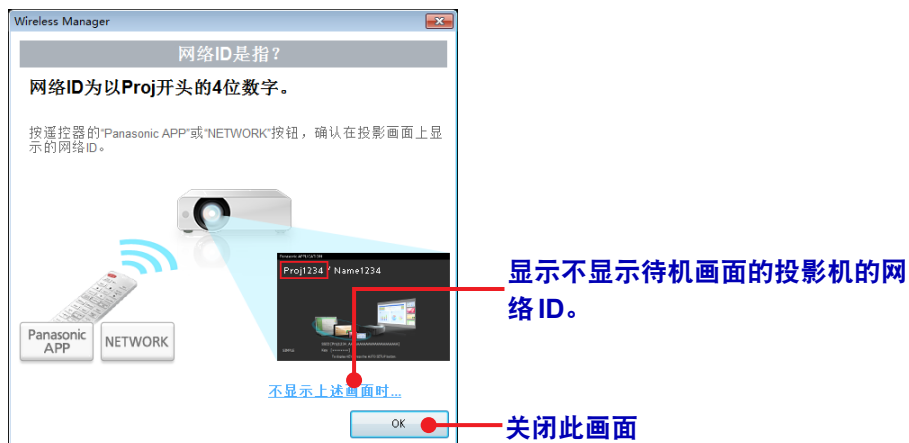 Wireless Manager
网络ID是指？
网络ID为以Proj开头的4位数字。
按遥控器的“Panasonic APP”或“NETWORK”按钮，确认在投影画面上显
示的网络ID。
Panasonic APPLICATION
Proj1234 / Name1234
显示不显示待机画面的投影机的网
络ID。
Panasonic
APP
NETWORK
不显示上述画面时...
OK
关闭此画面